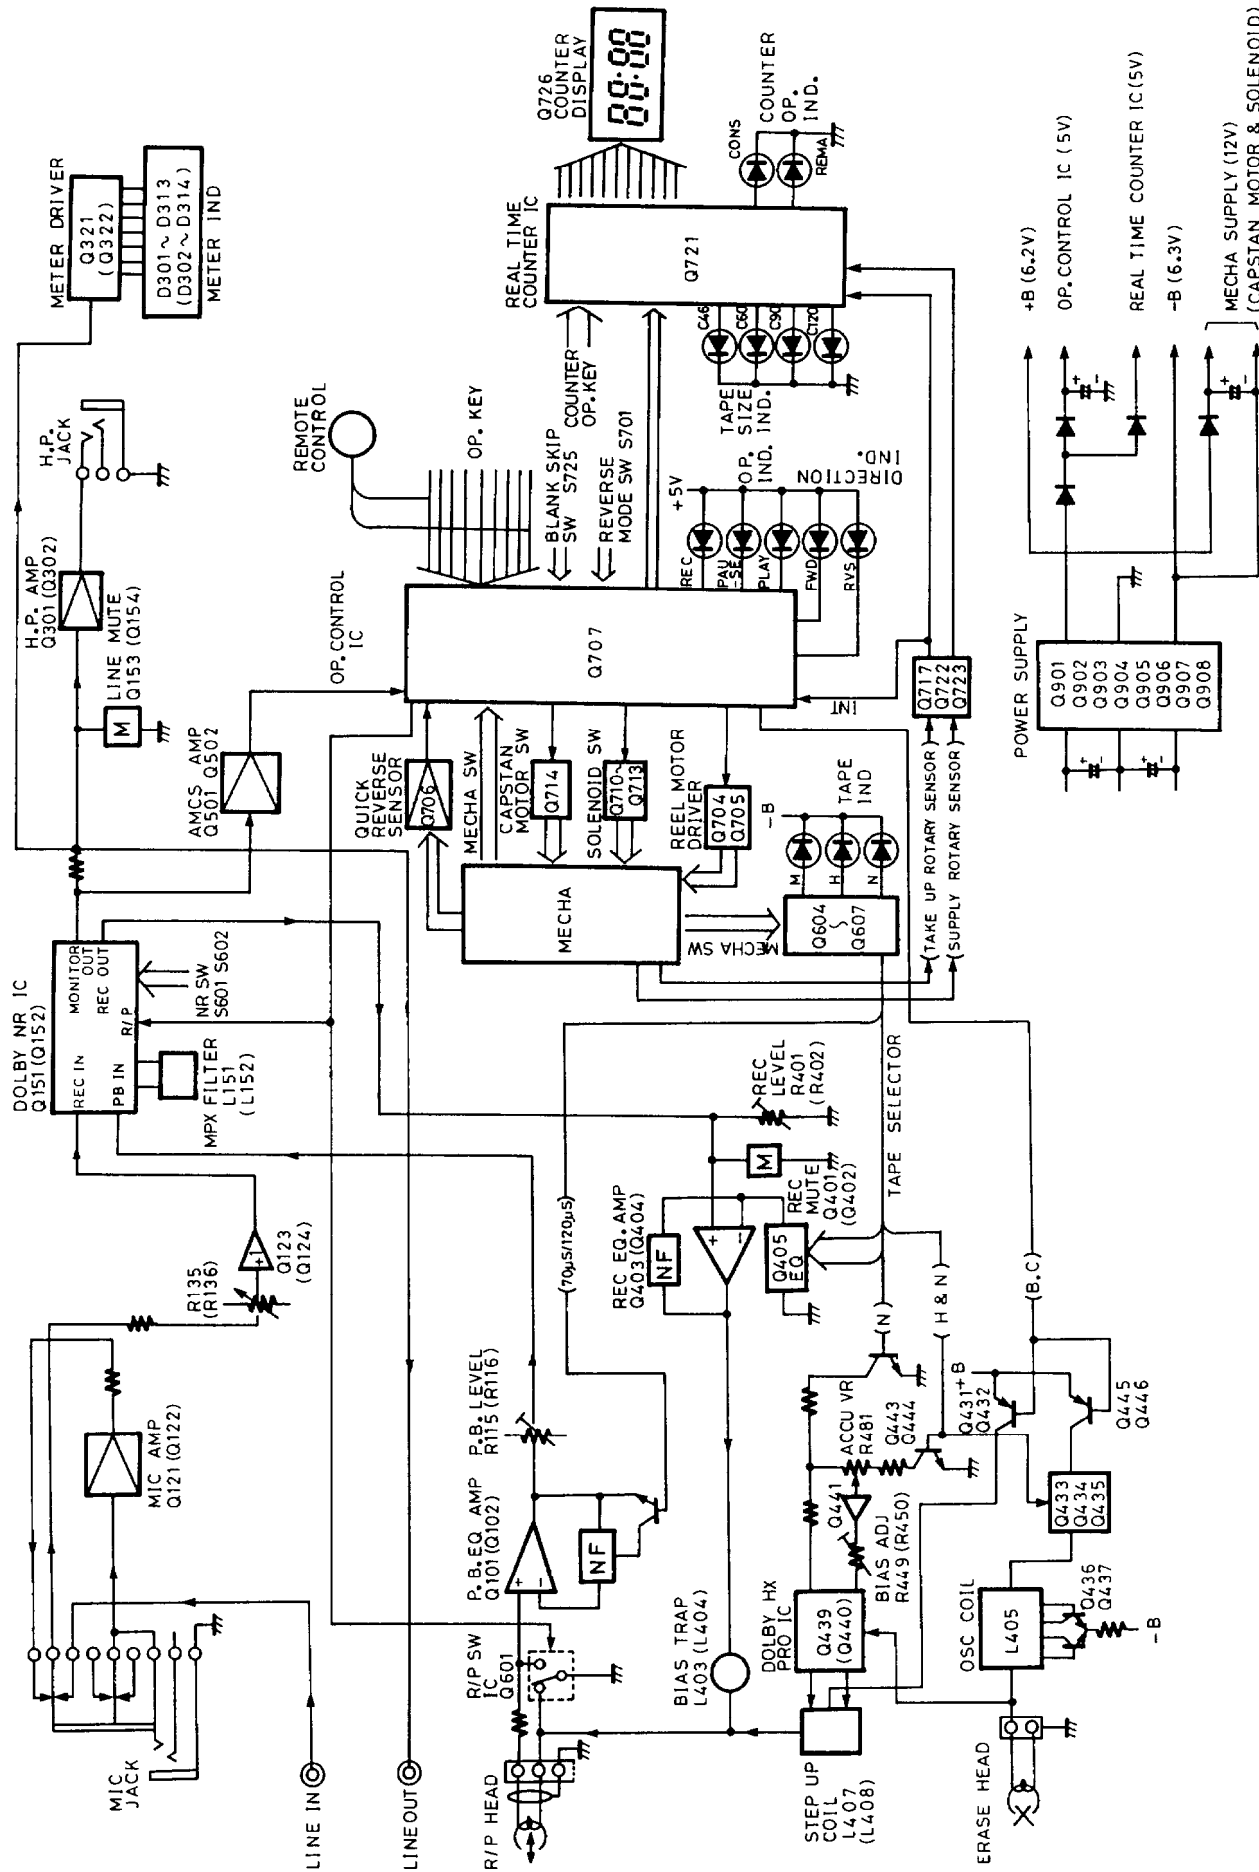 MIC
JACK
LINE IN
LINE OUT
R/P HEAD
ERASE HEAD
MIC AMP
Q121 (Q122)
R135
(R136)
+1
Q123
(Q124)
DOLBY NR IC
Q151 (Q152)
REC IN
PB IN
MONITOR
OUT
REC OUT
R/P
MPX FILTER
L151
(L152)
NR SW
S601 S602
AMCS AMP
Q501 Q502
M
LINE MUTE
Q153 (Q154)
H.P. AMP
Q301 (Q302)
H.P.
JACK
METER DRIVER
Q321
(Q322)
D301~D313
(D302~D314)
METER IND
R/P SW
IC
Q601
P.B.EQ AMP
Q101 (Q102)
+
-
NF
P.B. LEVEL
R115 (R116)
(70μS/120μS)
REC EQ. AMP
Q403 (Q404)
NF
+
-
Q405
EQ
REC
MUTE
Q401
(Q402)
M
REC
LEVEL
R401
(R402)
TAPE SELECTOR
BIAS TRAP
L403 (L404)
STEP UP
COIL
L407
(L408)
DOLBY HX
PRO IC
Q439
(Q440)
BIAS ADJ
R449 (R450)
Q441
ACCU VR
R481
Q443
Q444
(N)
(H & N)
(B.C)
Q431
Q432
+B
Q445
Q446
Q433
Q434
Q435
OSC COIL
L405
Q436
Q437
-B
QUICK
REVERSE
SENSOR
Q706
MECHA SW
CAPSTAN
MOTOR SW
Q714
SOLENOID SW
Q710~
Q713
REEL MOTOR
DRIVER
Q704
Q705
MECHA
MECHA SW
Q604
~
Q607
M
H
N
-B
TAPE
IND
(TAKE UP ROTARY SENSOR)
(SUPPLY ROTARY SENSOR)
Q717
Q722
Q723
INT
OP.CONTROL
IC
Q707
REMOTE
CONTROL
OP. KEY
BLANK SKIP
SW S725
REVERSE
MODE SW S701
COUNTER
OP.KEY
+5V
REC
PAU
-SE
PLAY
FWD
RVS
OP. IND.
DIRECTION
IND.
REAL TIME
COUNTER IC
Q721
C46
C60
C90
C120
TAPE
SIZE
IND.
Q726
COUNTER
DISPLAY
88:88
CONS
REMA
COUNTER
OP.
IND.
POWER SUPPLY
Q901
Q902
Q903
Q904
Q905
Q906
Q907
Q908
+
-
+
-
+
-
+
-
+B (6.2V)
OP.CONTROL IC (5V)
REAL TIME COUNTER IC (5V)
-B (6.3V)
MECHA SUPPLY (12V)
(CAPSTAN MOTOR & SOLENOID)